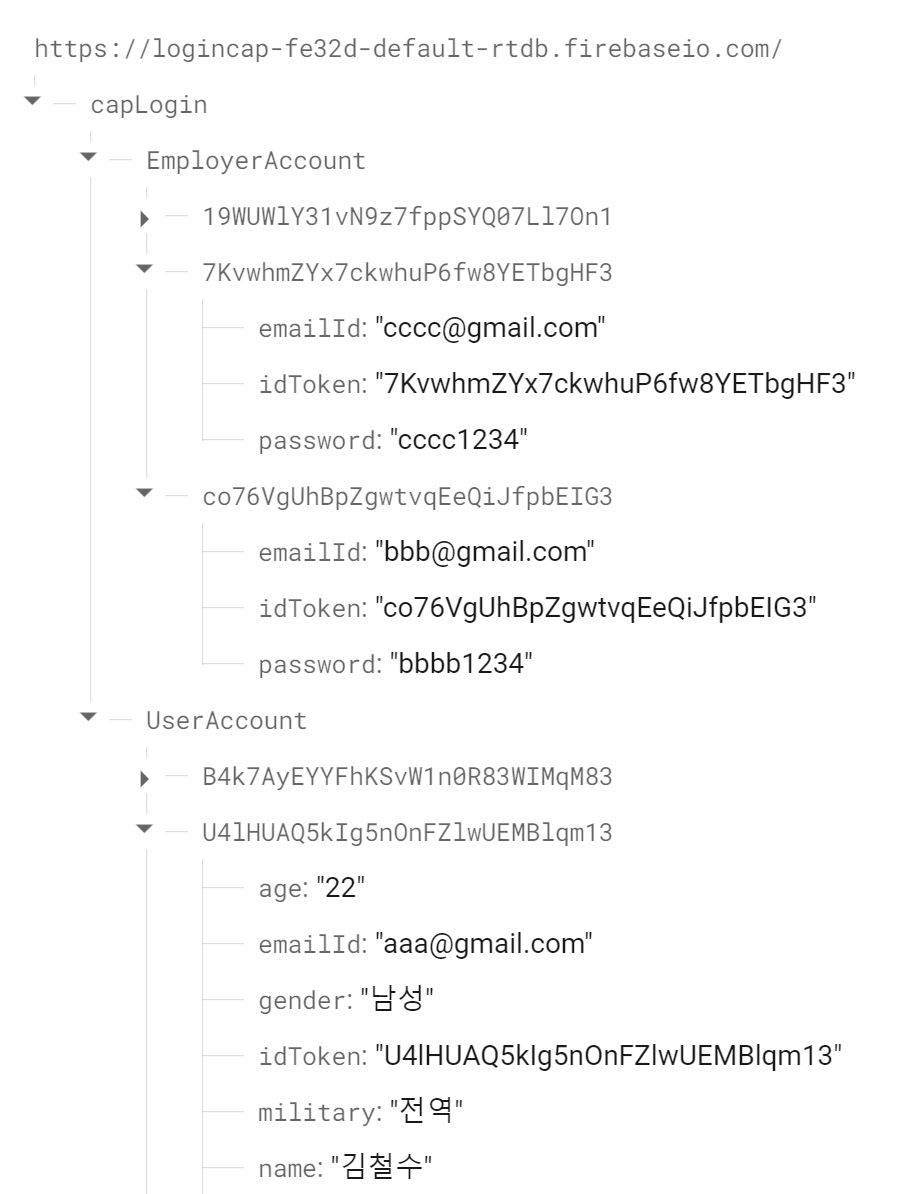 https://logincap-fe32d-default-rtdb.firebaseio.com/
capLogin
EmployerAccount
19WUWlY31vN9z7fppSYQ07Ll7On1
7KvwhmZYx7ckwhuP6fw8YETbgHF3
emailId: "cccc@gmail.com"
idToken: "7KvwhmZYx7ckwhuP6fw8YETbgHF3"
password: "cccc1234"
co76VgUhBpZgwtvqEeQiJfpbEIG3
emailId: "bbb@gmail.com"
idToken: "co76VgUhBpZgwtvqEeQiJfpbEIG3"
password: "bbbb1234"
UserAccount
B4k7AyEYYFhKSvW1n0R83WIMqM83
U4lHUAQ5kIg5nOnFZlwUEMBlqm13
age: "22"
emailId: "aaa@gmail.com"
gender: "남성"
idToken: "U4lHUAQ5kIg5nOnFZlwUEMBlqm13"
military: "전역"
name: "김철수"